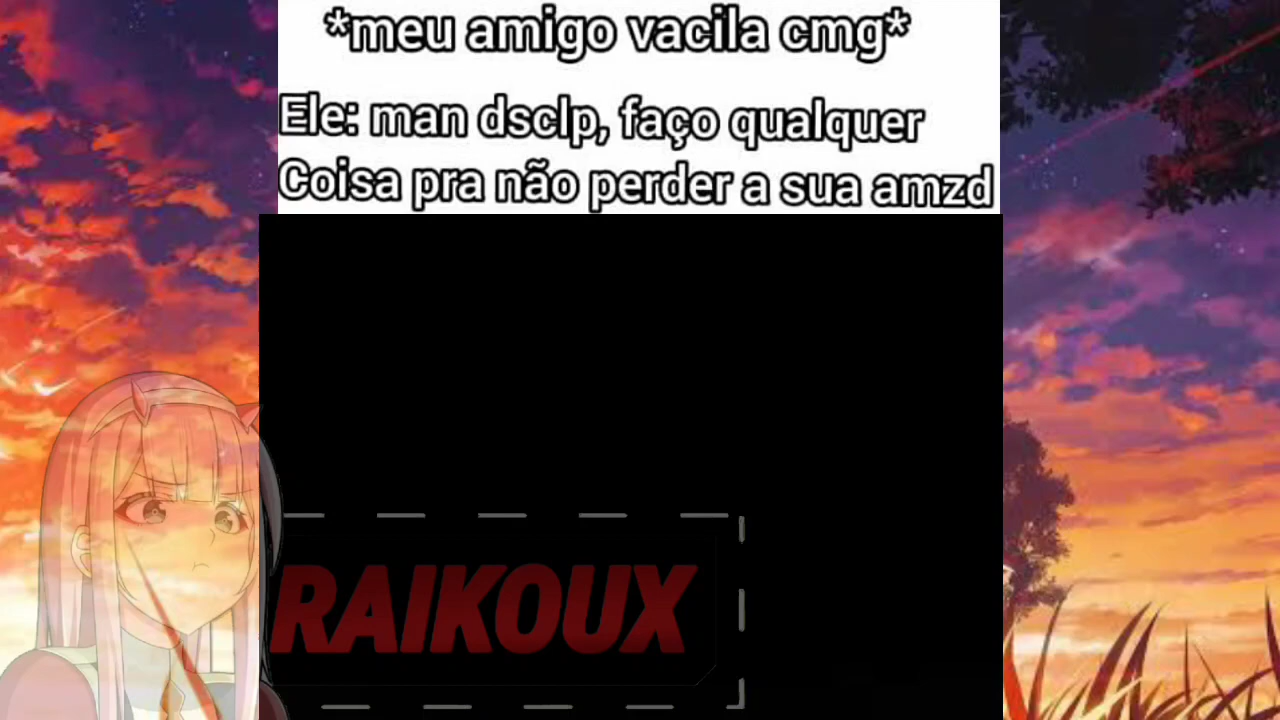 *meu amigo vacila cmg*
Ele: man dsclp, faço qualquer
Coisa pra não perder a sua amzd
RAIKOUX